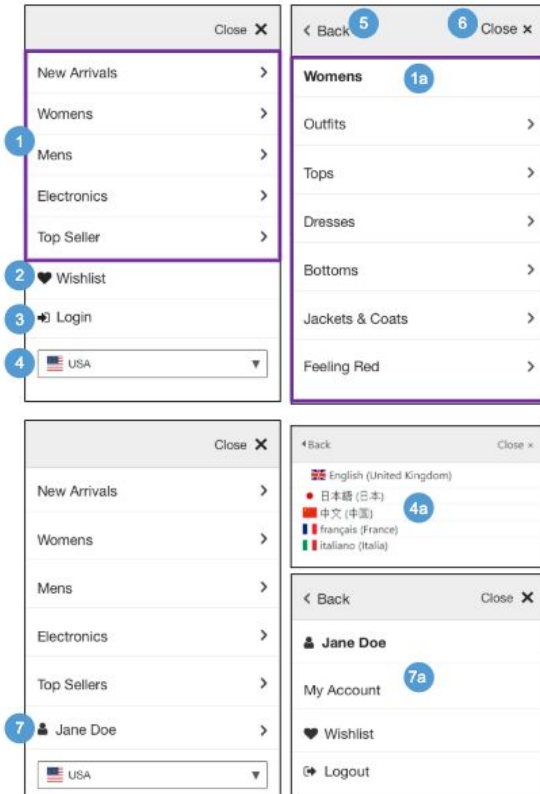 Close ✕
New Arrivals
Womens
1
Mens
Electronics
Top Seller
2 Wishlist
3 Login
4 USA
Back 5 6 Close ×
Womens 1a
Outfits
Tops
Dresses
Bottoms
Jackets & Coats
Feeling Red
Close ✕
New Arrivals
Womens
Mens
Electronics
Top Sellers
7 Jane Doe
USA
Back Close ×
English (United Kingdom)
日本語 (日本)
中文 (中国)
4a
français (France)
italiano (Italia)
Back Close ✕
Jane Doe
My Account 7a
Wishlist
Logout